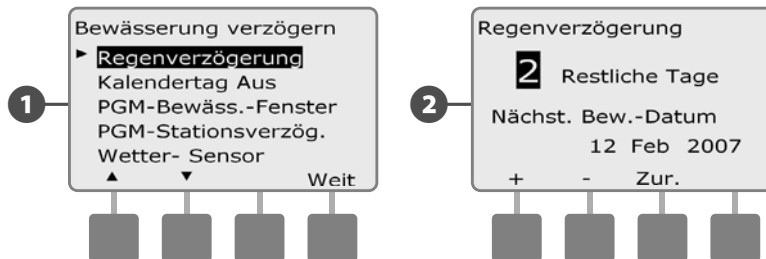 Bewässerung verzögern
► Regenverzögerung
Kalendertag Aus
PGM-Bewäss.-Fenster
PGM-Stationsverzög.
Wetter- Sensor
▲ ▼ Weit
1
Regenverzögerung
2 Restliche Tage
Nächst. Bew.-Datum
12 Feb 2007
+ - Zur.
2